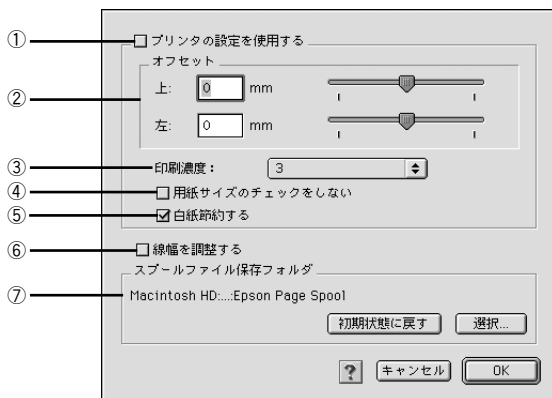 ① プリンタの設定を使用する
オフセット
② 上: 0 mm
左: 0 mm
③ 印刷濃度： 3
④ 用紙サイズのチェックをしない
⑤ 白紙節約する
⑥ 線幅を調整する
スプールファイル保存フォルダ
⑦ Macintosh HD:...:Epson Page Spool
初期状態に戻す 選択...
? キャンセル OK